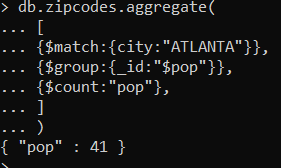 > db.zipcodes.aggregate(
... [
... {$match:{city:"ATLANTA"}},
... {$group:{_id:"$pop"}},
... {$count:"pop"},
... ]
... )
{ "pop" : 41 }
>